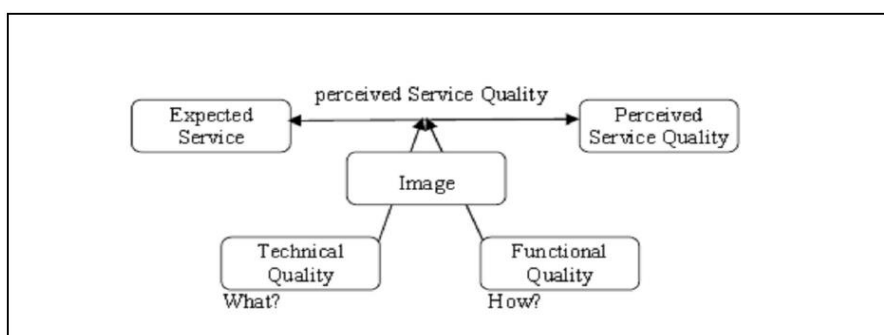 perceived Service Quality
Expected
Service
Perceived
Service Quality
Image
Technical
Quality
What?
Functional
Quality
How?